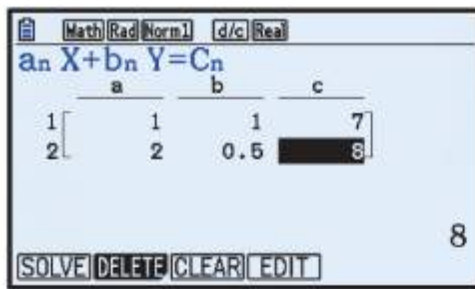 Math Rad Norm1 d/c Real
an X+bn Y=Cn
a b c
1 1 1 7
2 2 0.5 8
8
SOLVE DELETE CLEAR EDIT